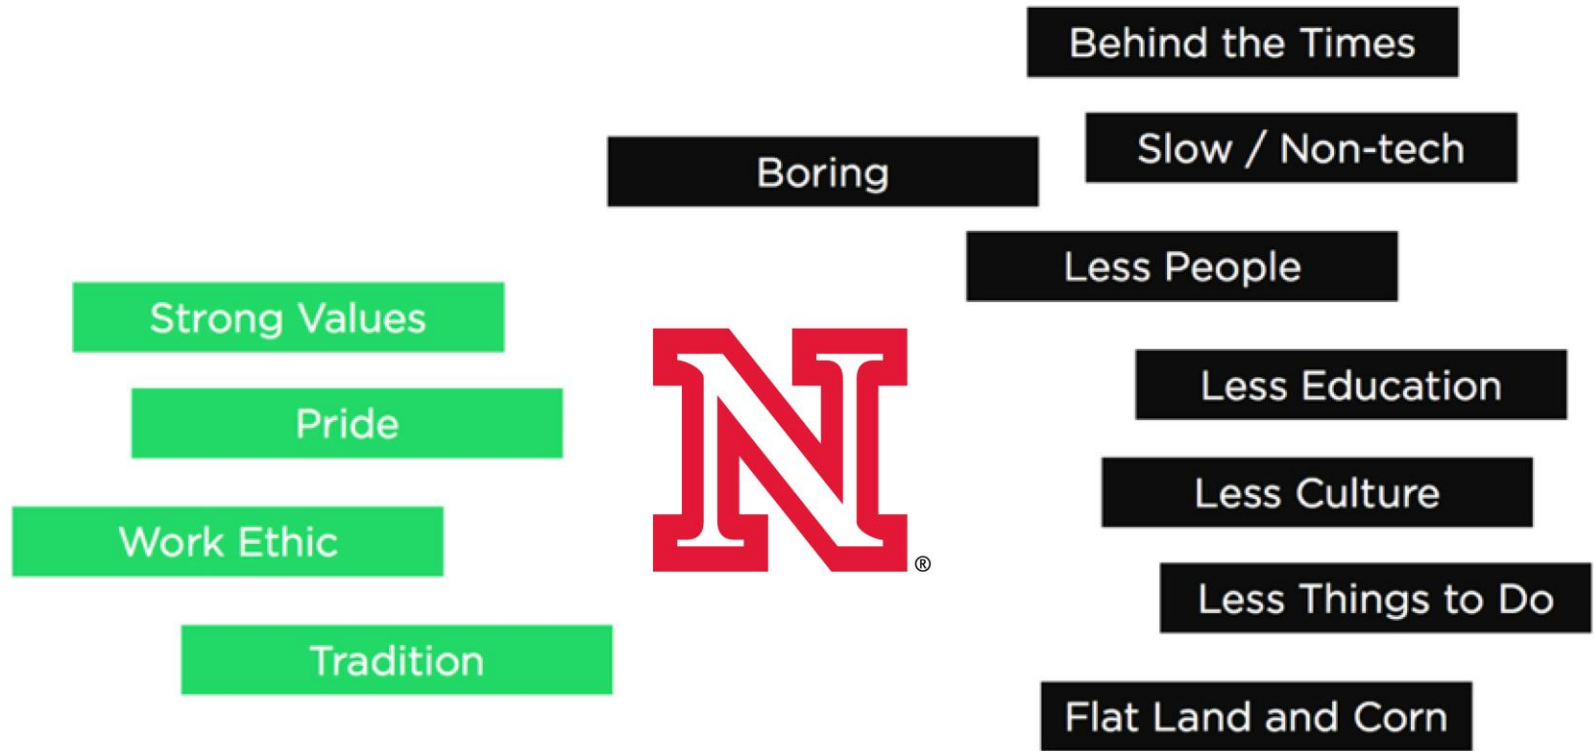 Behind the Times
Slow / Non-tech
Boring
Less People
Strong Values
Less Education
Pride
Less Culture
Work Ethic
N
®
Less Things to Do
Tradition
Flat Land and Corn